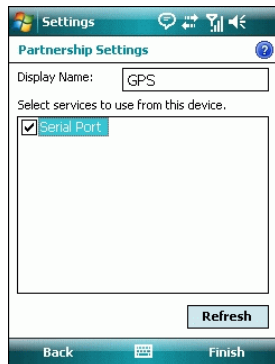 Settings
Partnership Settings
Display Name: GPS
Select services to use from this device.
Serial Port
Refresh
Back Finish